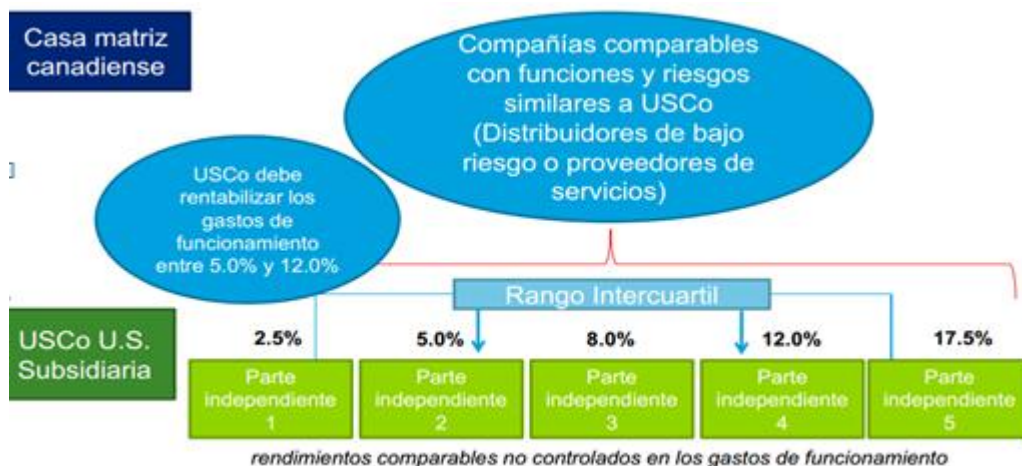 Casa matriz
canadiense
Compañías comparables
con funciones y riesgos
similares a USCo
(Distribuidores de bajo
riesgo o proveedores de
servicios)
USCo debe
rentabilizar los
gastos de
funcionamiento
entre 5.0% y 12.0%
Rango Intercuartil
USCo U.S.
Subsidiaria
2.5% 5.0% 8.0% 12.0% 17.5%
Parte
independiente
1
Parte
independiente
2
Parte
independiente
3
Parte
independiente
4
Parte
independiente
5
rendimientos comparables no controlados en los gastos de funcionamiento